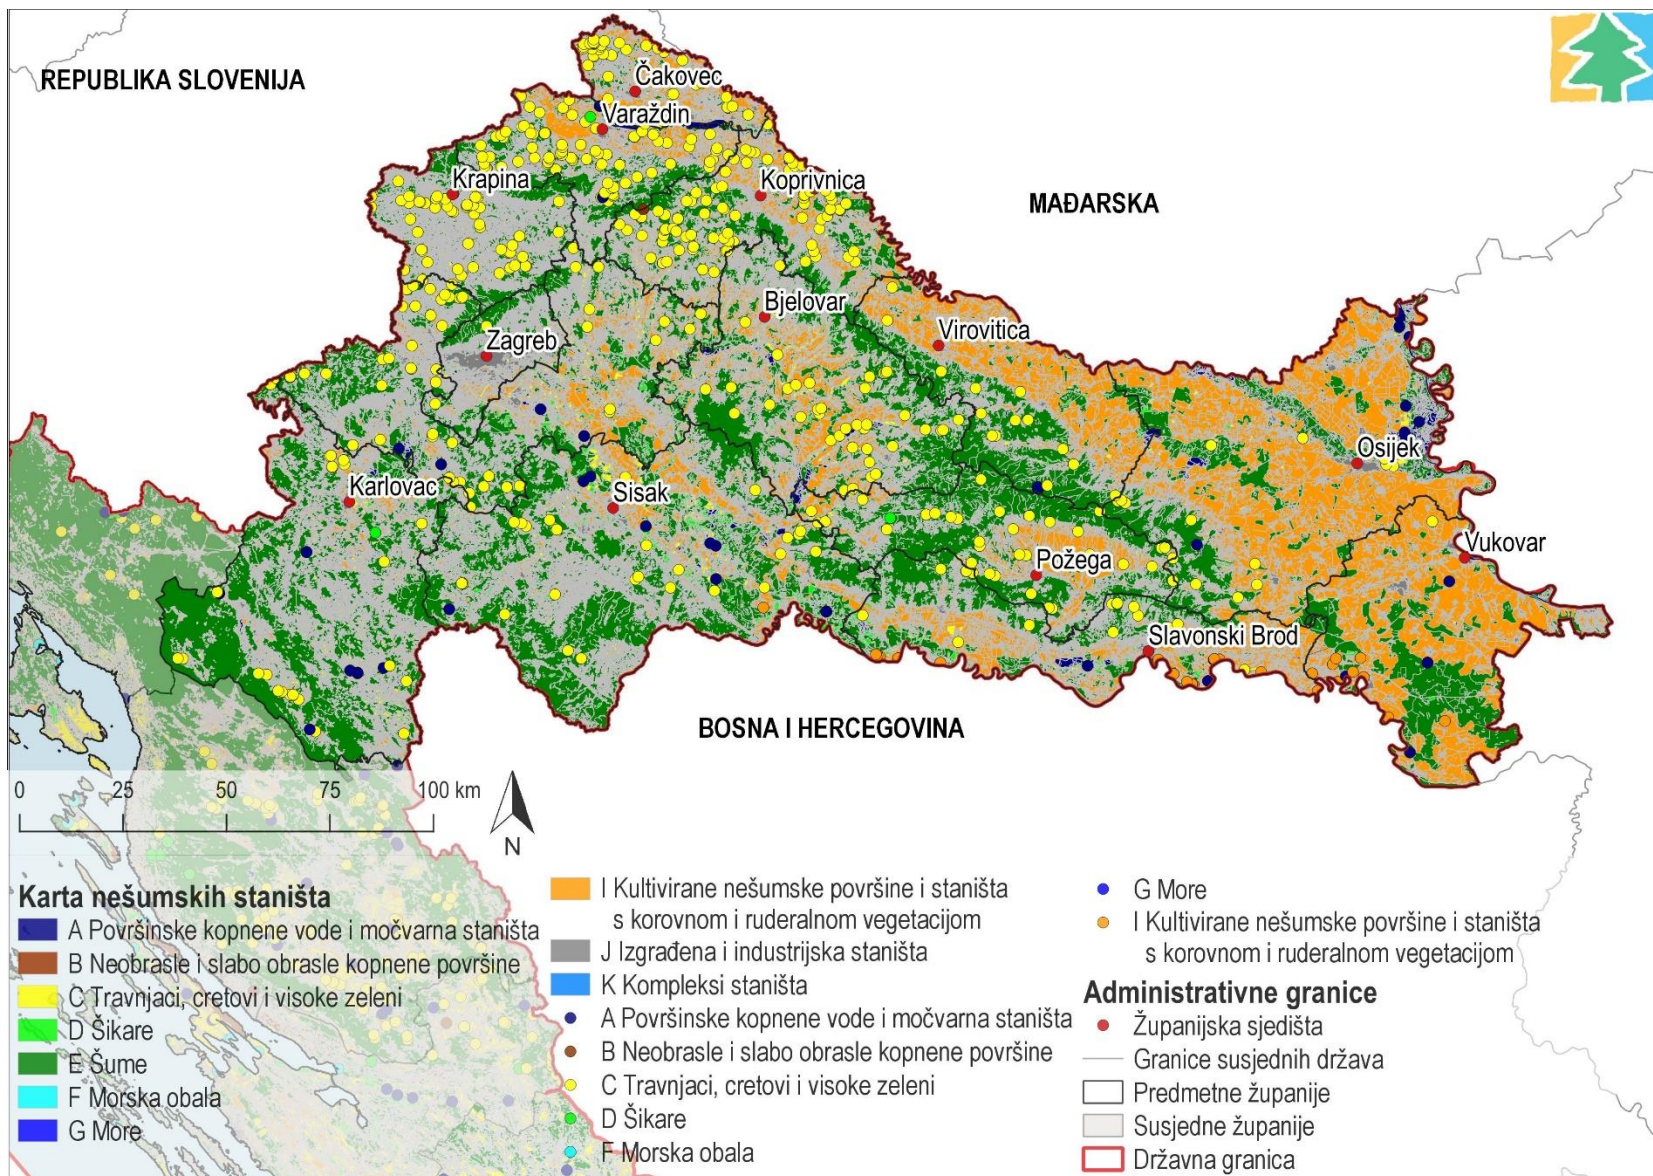 REPUBLIKA SLOVENIJA
Čakovec
Varaždin
Krapina
Koprivnica
MAĐARSKA
Bjelovar
Virovitica
Zagreb
Osijek
Karlovac
Sisak
Vukovar
Požega
Slavonski Brod
BOSNA I HERCEGOVINA
0 25 50 75 100 km
N
Karta nešumskih staništa
A Površinske kopnene vode i močvarna staništa
B Neobrasle i slabo obrasle kopnene površine
C Travnjaci, cretovi i visoke zeleni
D Šikare
E Šume
F Morska obala
G More
I Kultivirane nešumske površine i staništa
s korovnom i ruderalnom vegetacijom
J Izgrađena i industrijska staništa
K Kompleksi staništa
A Površinske kopnene vode i močvarna staništa
B Neobrasle i slabo obrasle kopnene površine
C Travnjaci, cretovi i visoke zeleni
D Šikare
F Morska obala
G More
I Kultivirane nešumske površine i staništa
s korovnom i ruderalnom vegetacijom
Administrativne granice
Županijska sjedišta
Granice susjednih država
Predmetne županije
Susjedne županije
Državna granica